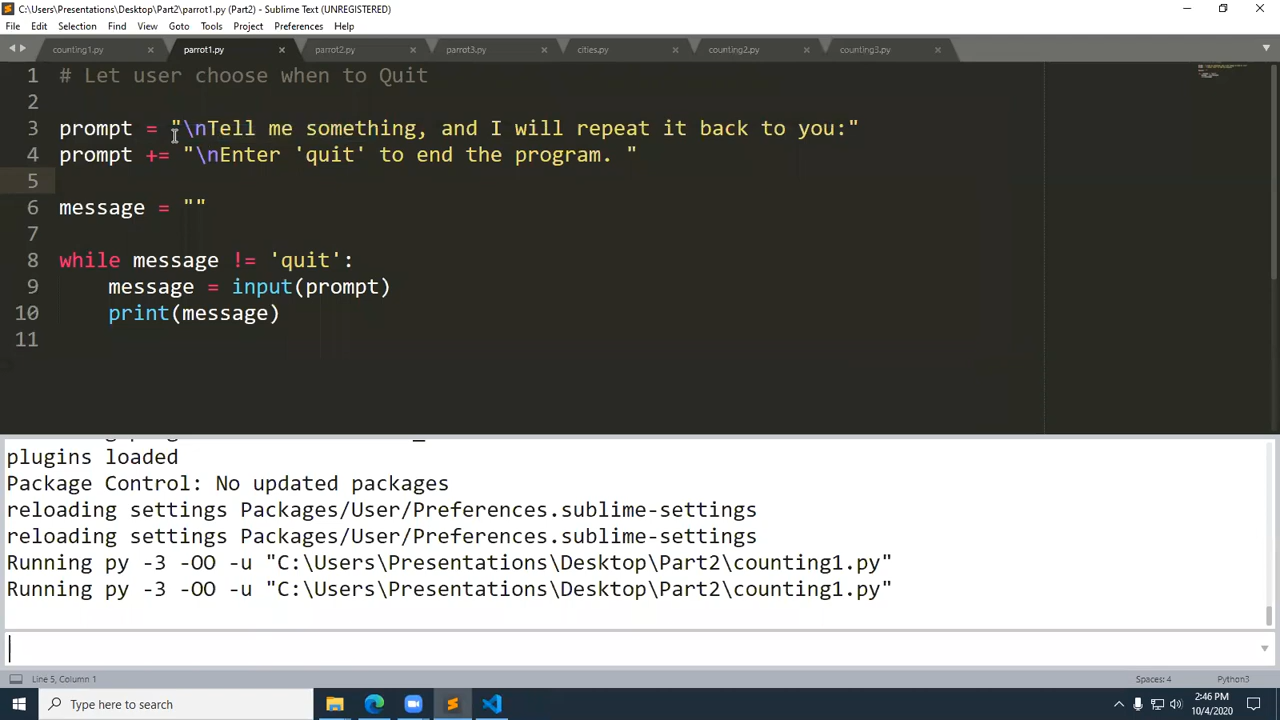 C:\Users\Presentations\Desktop\Part2\parrot1.py (Part2) - Sublime Text (UNREGISTERED)
File Edit Selection Find View Goto Tools Project Preferences Help
counting1.py parrot1.py parrot2.py parrot3.py cities.py counting2.py counting3.py
1 # Let user choose when to Quit
2
3 prompt = "\nTell me something, and I will repeat it back to you:"
4 prompt += "\nEnter 'quit' to end the program. "
5
6 message = ""
7
8 while message != 'quit':
9 message = input(prompt)
10 print(message)
11
plugins loaded
Package Control: No updated packages
reloading settings Packages/User/Preferences.sublime-settings
reloading settings Packages/User/Preferences.sublime-settings
Running py -3 -OO -u "C:\Users\Presentations\Desktop\Part2\counting1.py"
Running py -3 -OO -u "C:\Users\Presentations\Desktop\Part2\counting1.py"
Line 5, Column 1 Spaces: 4 Python3
Type here to search 2:46 PM
10/4/2020